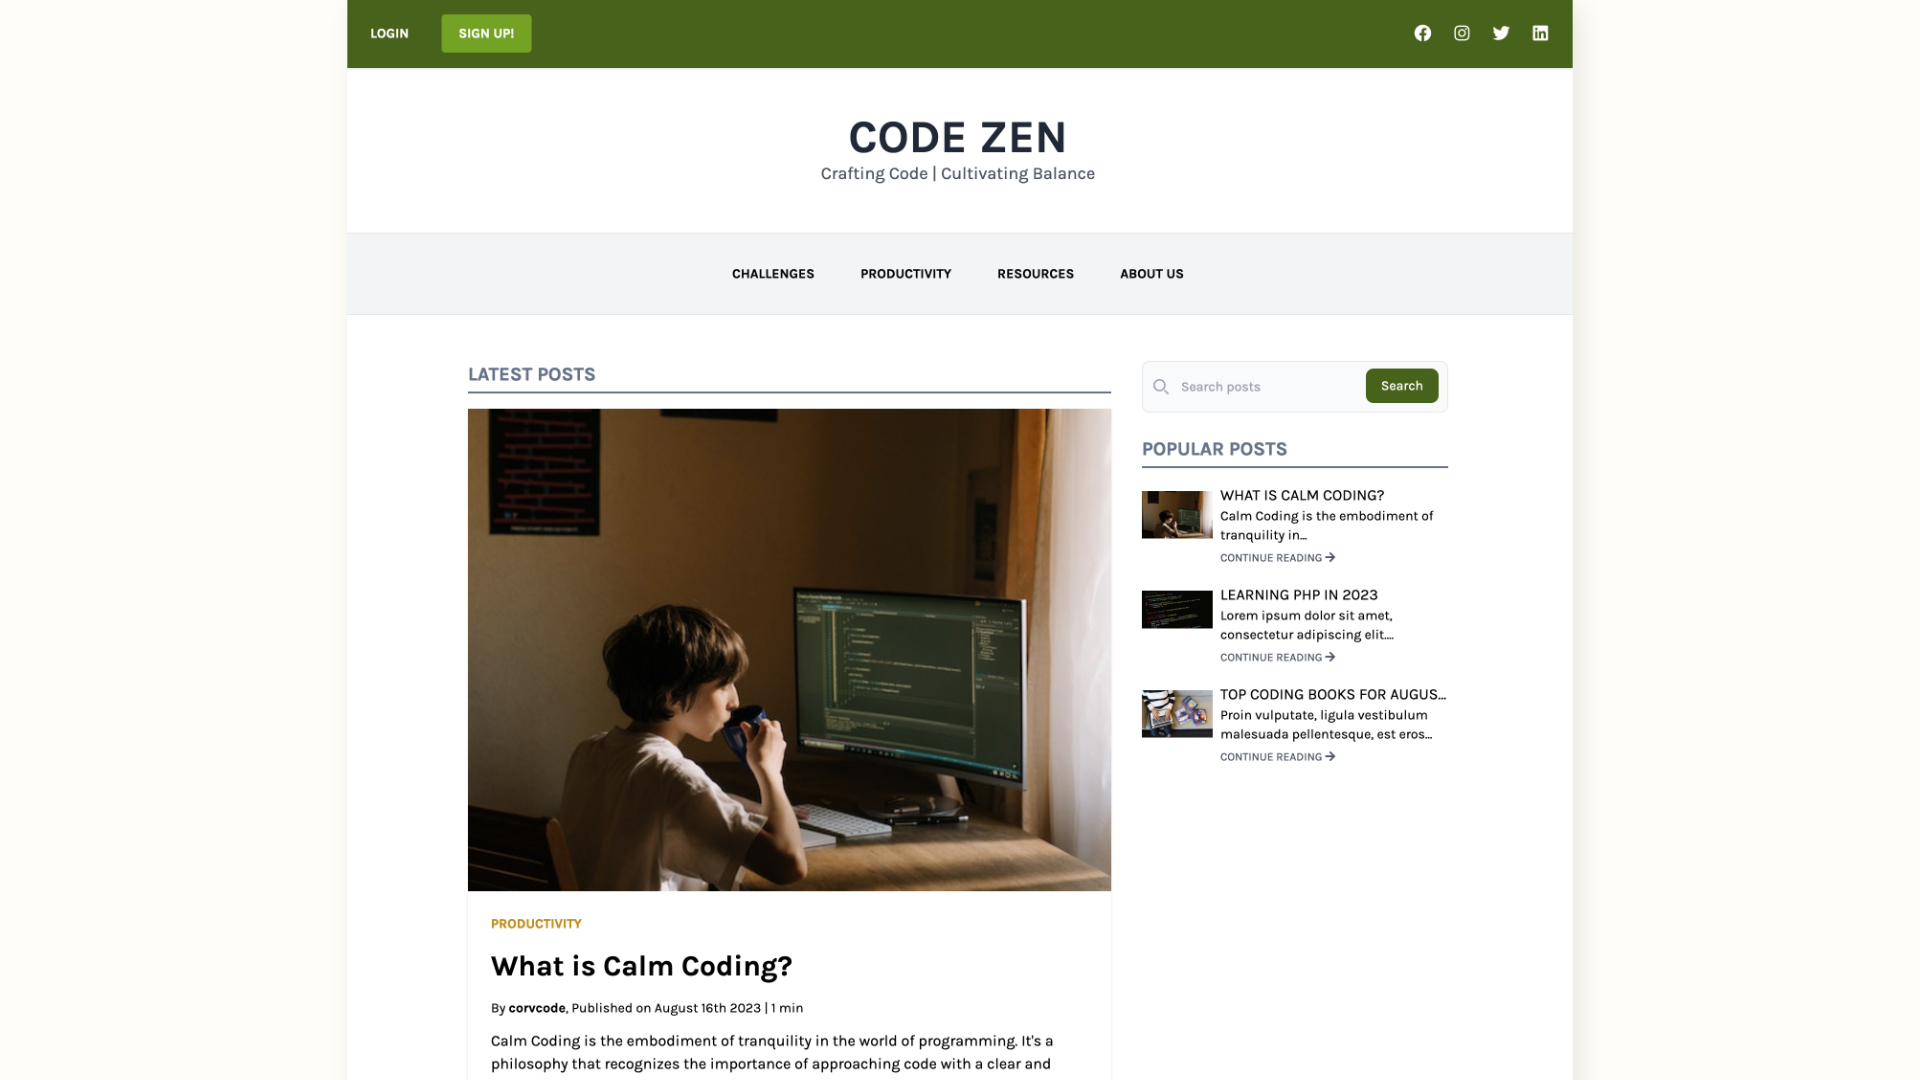 LOGIN
SIGN UP!
CODE ZEN
Crafting Code | Cultivating Balance
CHALLENGES
PRODUCTIVITY
RESOURCES
ABOUT US
LATEST POSTS
PRODUCTIVITY
What is Calm Coding?
By corvcode, Published on August 16th 2023 | 1 min
Calm Coding is the embodiment of tranquility in the world of programming. It's a
philosophy that recognizes the importance of approaching code with a clear and
Search posts
Search
POPULAR POSTS
WHAT IS CALM CODING?
Calm Coding is the embodiment of
tranquility in...
CONTINUE READING
LEARNING PHP IN 2023
Lorem ipsum dolor sit amet,
consectetur adipiscing elit....
CONTINUE READING
TOP CODING BOOKS FOR AUGUS...
Proin vulputate, ligula vestibulum
malesuada pellentesque, est eros...
CONTINUE READING